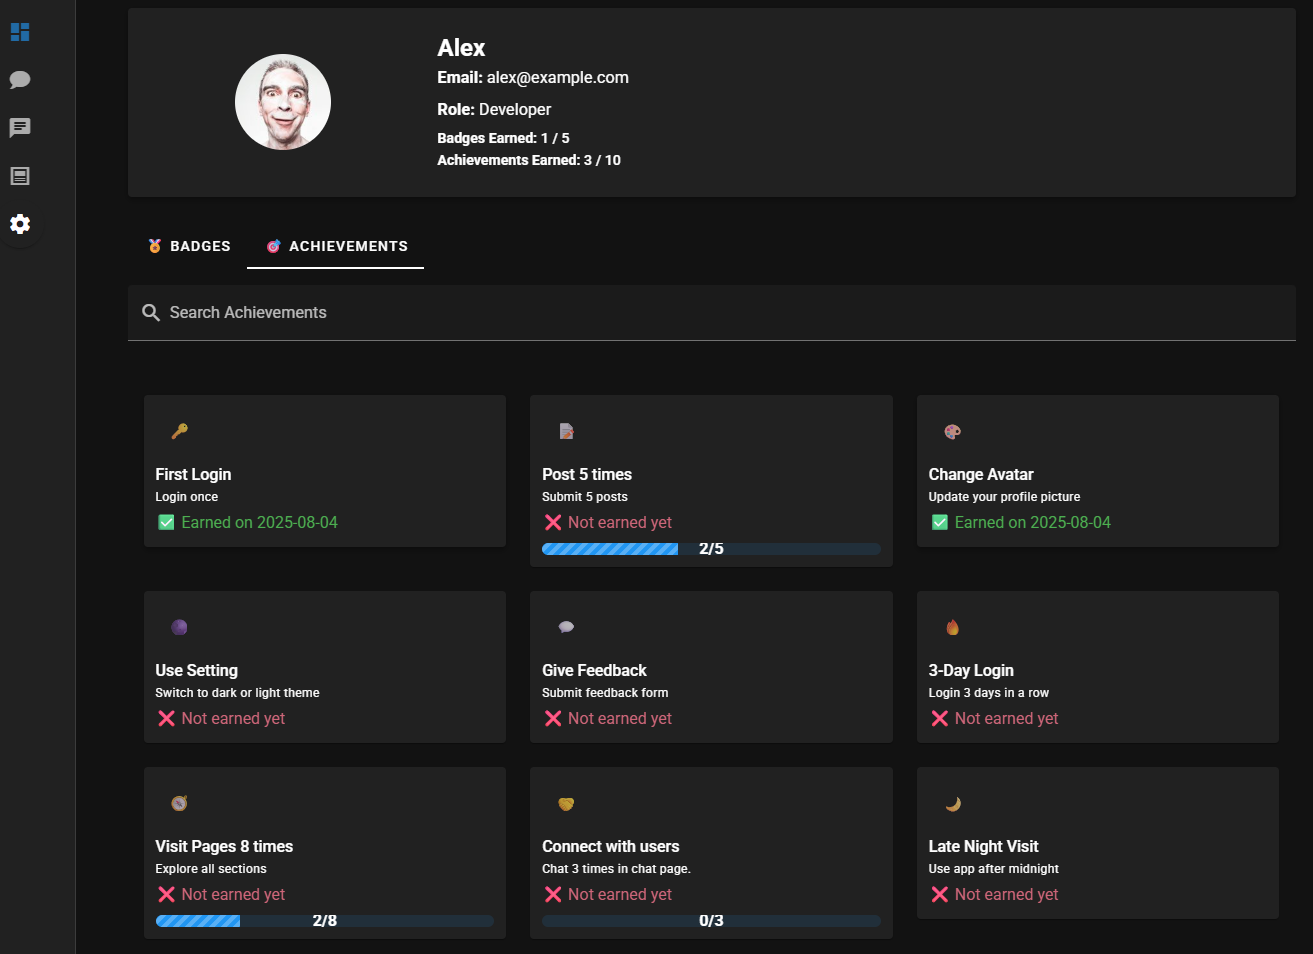 Alex
Email: alex@example.com
Role: Developer
Badges Earned: 1 / 5
Achievements Earned: 3 / 10
BADGES
ACHIEVEMENTS
Search Achievements
First Login
Login once
Earned on 2025-08-04
Post 5 times
Submit 5 posts
Not earned yet
2/5
Change Avatar
Update your profile picture
Earned on 2025-08-04
Use Setting
Switch to dark or light theme
Not earned yet
Give Feedback
Submit feedback form
Not earned yet
3-Day Login
Login 3 days in a row
Not earned yet
Visit Pages 8 times
Explore all sections
Not earned yet
2/8
Connect with users
Chat 3 times in chat page.
Not earned yet
0/3
Late Night Visit
Use app after midnight
Not earned yet